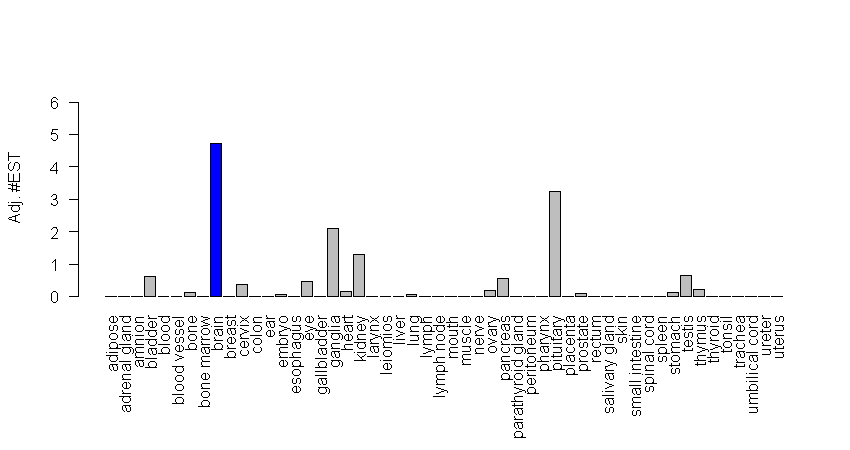 Adj. #EST
6
5
4
3
2
1
0
adipose
adrenal gland
amnion
bladder
blood
blood vessel
bone
bone marrow
brain
breast
cervix
colon
ear
embryo
esophagus
eye
gallbladder
ganglia
heart
kidney
larynx
leiomios
liver
lung
lymph
lymph node
mouth
muscle
nerve
ovary
pancreas
parathyroid gland
peritoneum
pharynx
pituitary
placenta
prostate
rectum
salivary gland
skin
small intestine
spinal cord
spleen
stomach
testis
thymus
thyroid
tonsil
trachea
umbilical cord
ureter
uterus